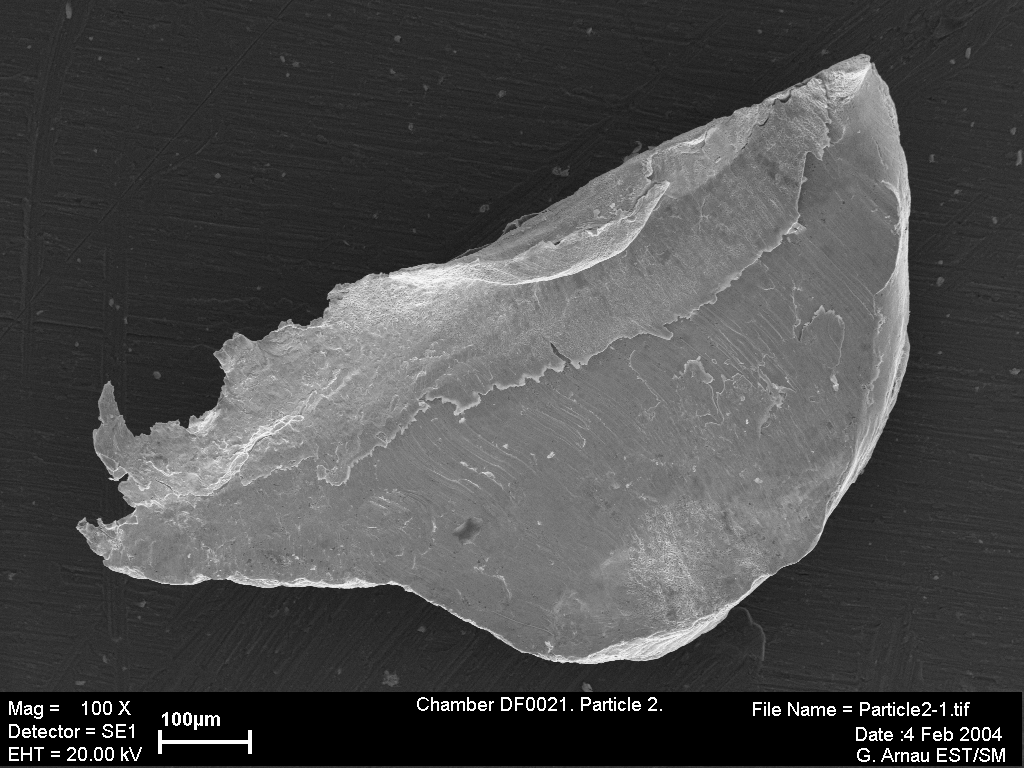 Mag = 100 X
Detector = SE1
EHT = 20.00 kV
100µm
Chamber DF0021. Particle 2.
File Name = Particle2-1.tif
Date :4 Feb 2004
G. Arnau EST/SM